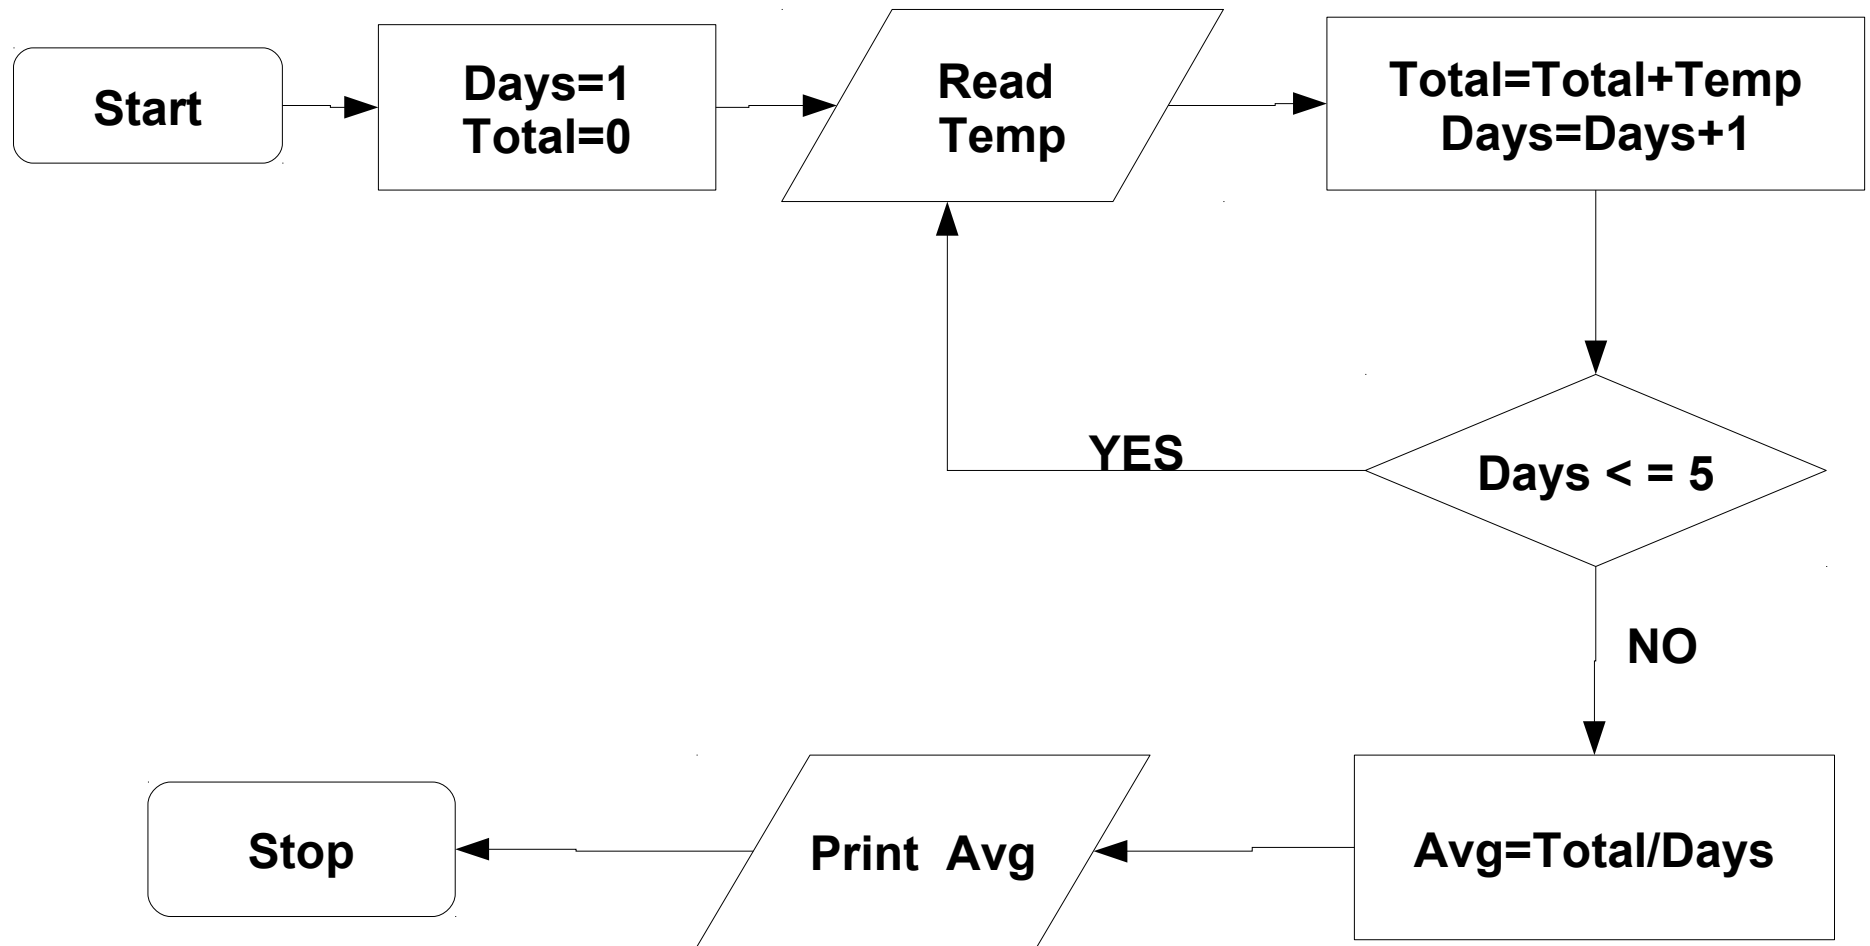 Start
Days=1
Total=0
Read
Temp
Total=Total+Temp
Days=Days+1
YES
Days < = 5
NO
Stop
Print Avg
Avg=Total/Days